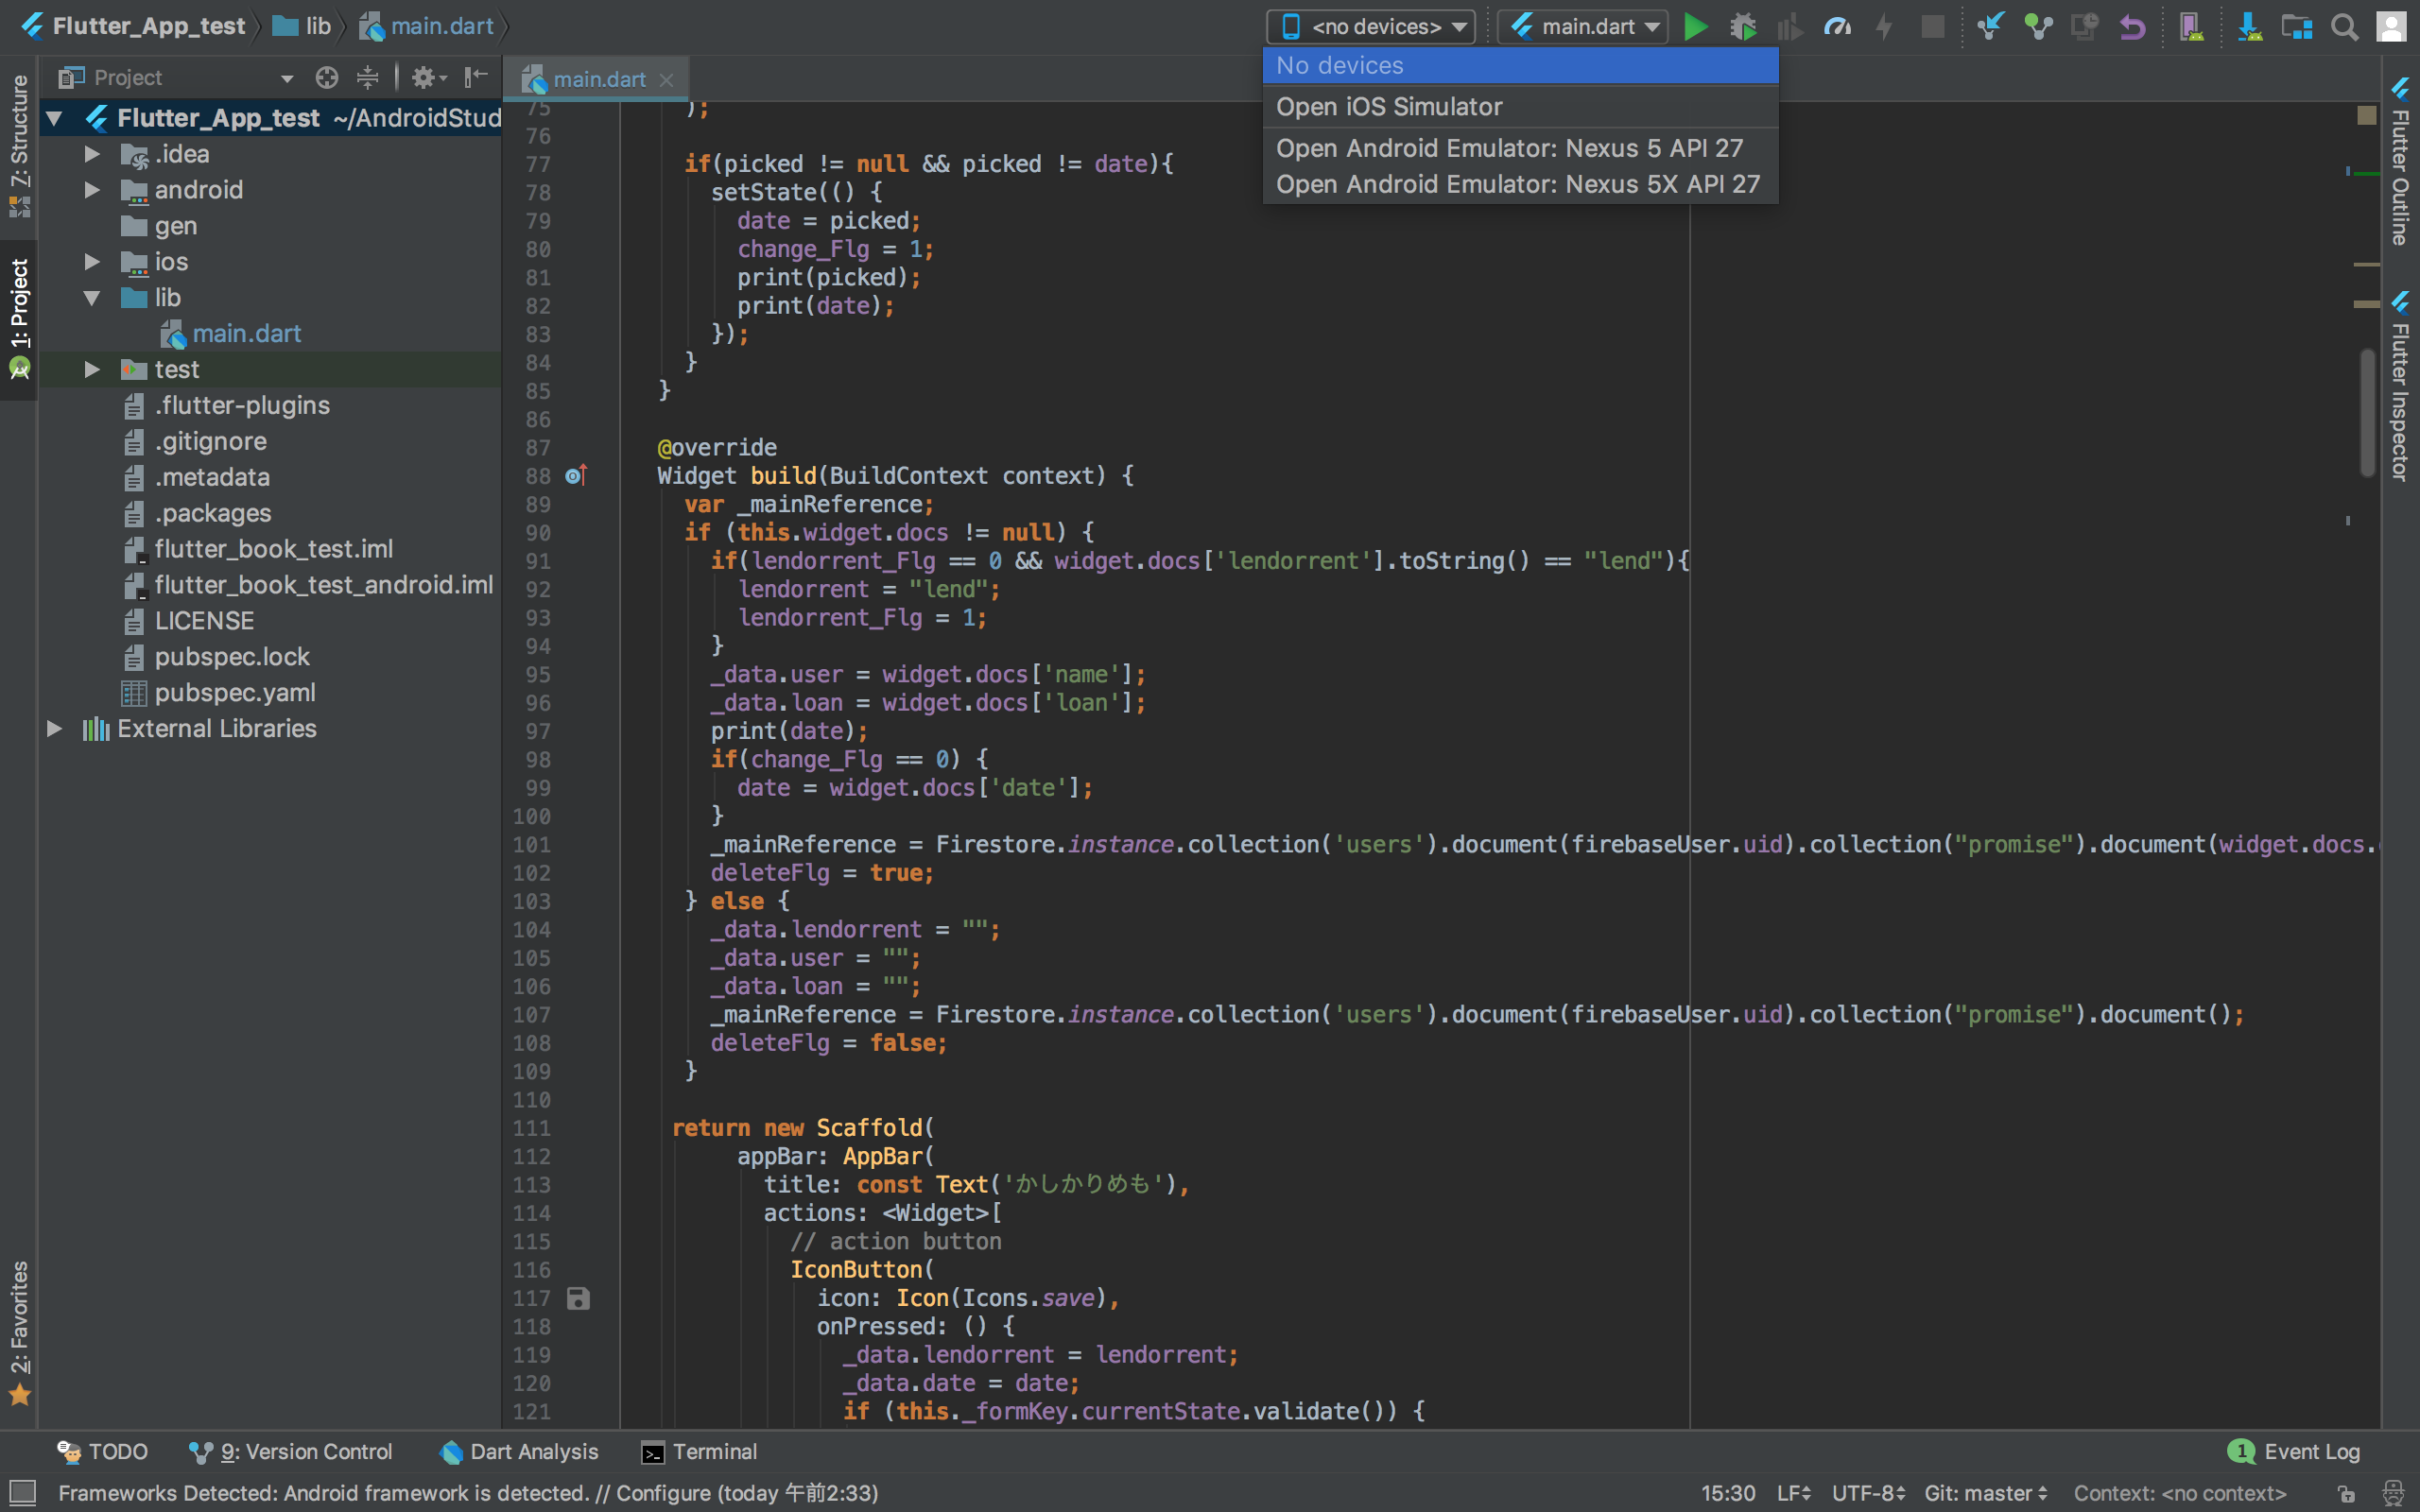 Flutter_App_test lib main.dart <no devices> main.dart
No devices
Open iOS Simulator
Open Android Emulator: Nexus 5 API 27
Open Android Emulator: Nexus 5X API 27
7: Structure
1: Project
2: Favorites
Project
Flutter_App_test ~/AndroidStud
.idea
android
gen
ios
lib
main.dart
test
.flutter-plugins
.gitignore
.metadata
.packages
flutter_book_test.iml
flutter_book_test_android.iml
LICENSE
pubspec.lock
pubspec.yaml
External Libraries
main.dart
75 );
76
77 if(picked != null && picked != date){
78 setState(() {
79 date = picked;
80 change_Flg = 1;
81 print(picked);
82 print(date);
83 });
84 }
85 }
86
87 @override
88 Widget build(BuildContext context) {
89 var _mainReference;
90 if (this.widget.docs != null) {
91 if(lendorrent_Flg == 0 && widget.docs['lendorrent'].toString() == "lend"){
92 lendorrent = "lend";
93 lendorrent_Flg = 1;
94 }
95 _data.user = widget.docs['name'];
96 _data.loan = widget.docs['loan'];
97 print(date);
98 if(change_Flg == 0) {
99 date = widget.docs['date'];
100 }
101 _mainReference = Firestore.instance.collection('users').document(firebaseUser.uid).collection("promise").document(widget.docs.
102 deleteFlg = true;
103 } else {
104 _data.lendorrent = "";
105 _data.user = "";
106 _data.loan = "";
107 _mainReference = Firestore.instance.collection('users').document(firebaseUser.uid).collection("promise").document();
108 deleteFlg = false;
109 }
110
111 return new Scaffold(
112 appBar: AppBar(
113 title: const Text('かしかりめも'),
114 actions: <Widget>[
115 // action button
116 IconButton(
117 icon: Icon(Icons.save),
118 onPressed: () {
119 _data.lendorrent = lendorrent;
120 _data.date = date;
121 if (this._formKey.currentState.validate()) {
Flutter Outline
Flutter Inspector
TODO 9: Version Control Dart Analysis Terminal 1 Event Log
Frameworks Detected: Android framework is detected. // Configure (today 午前2:33) 15:30 LF UTF-8 Git: master Context: <no context>